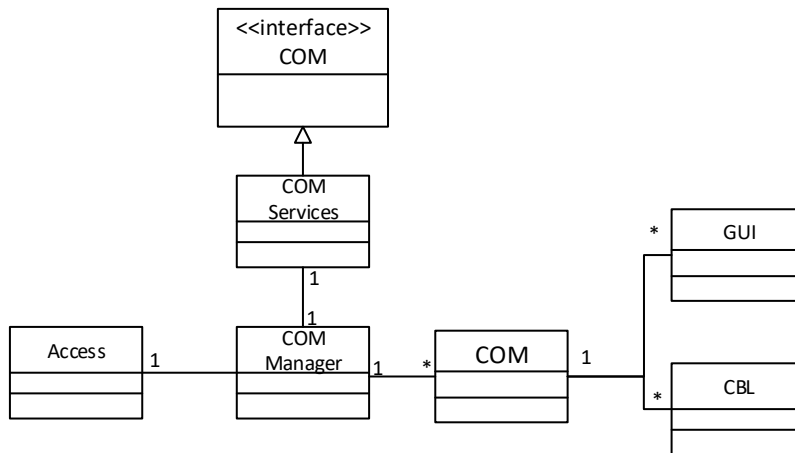 <<interface>>
COM
COM
Services
1
1
Access
1
COM
Manager
1
*
COM
1
*
GUI
*
CBL